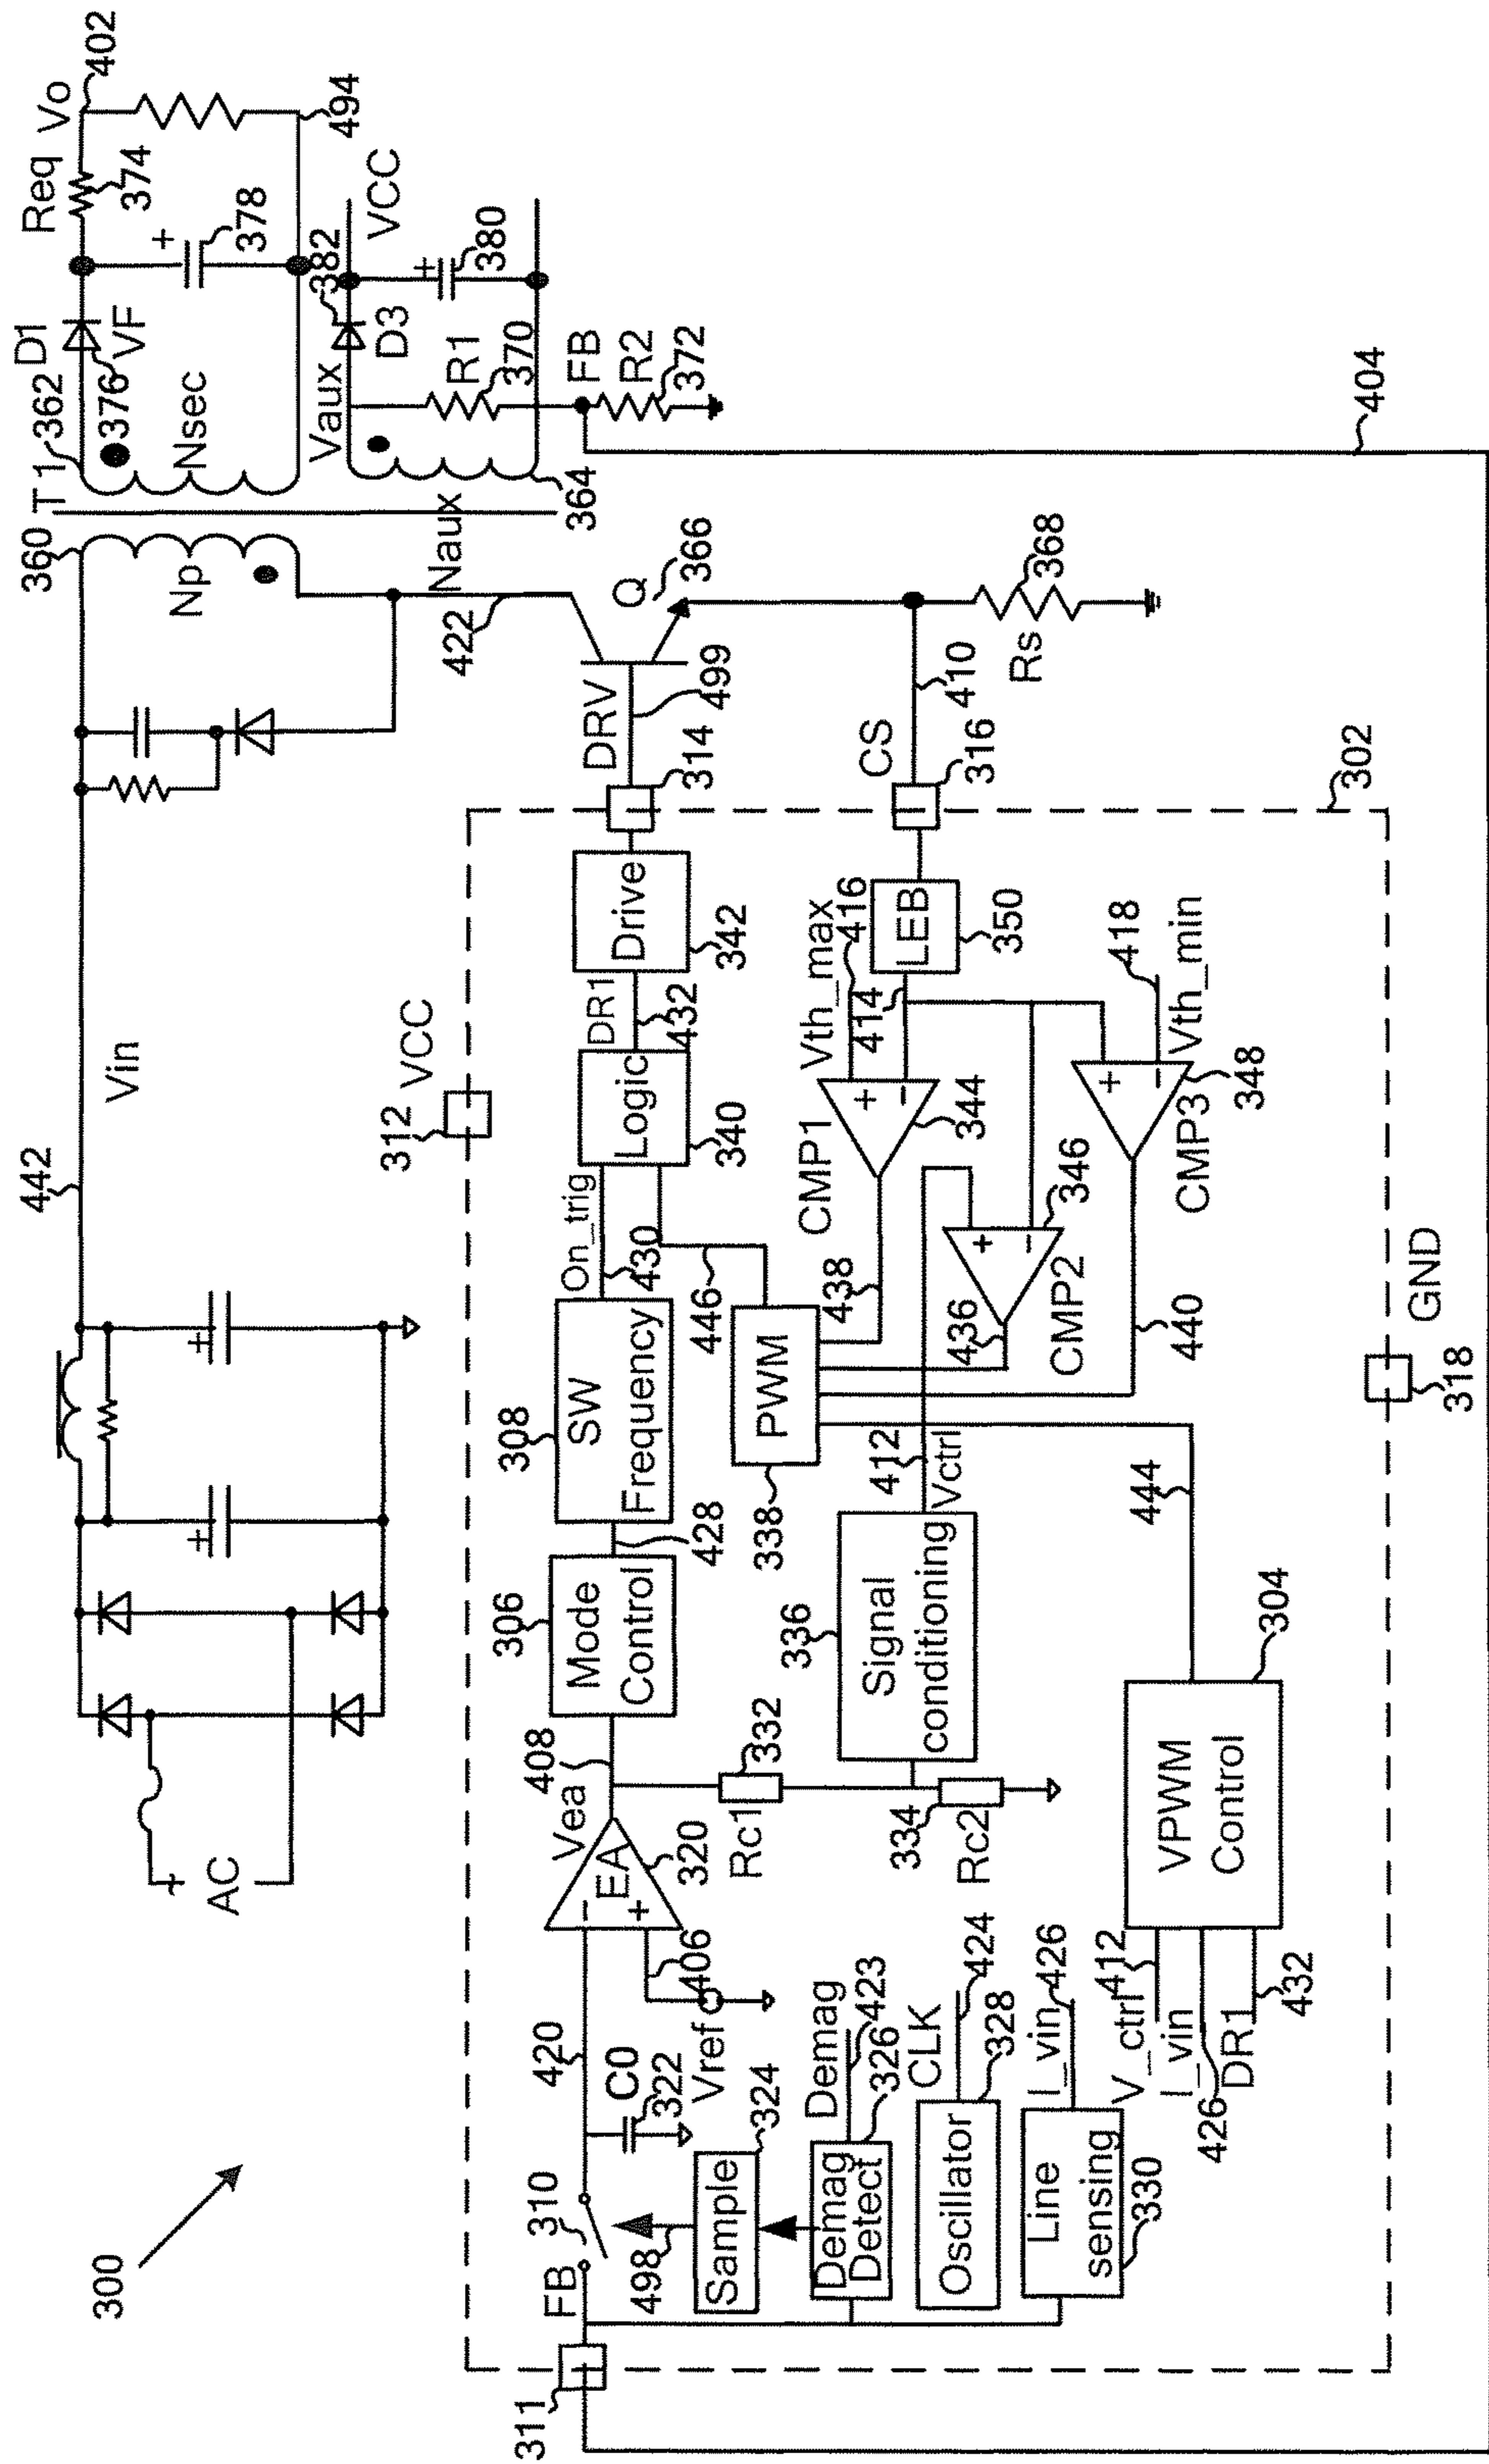 300
442
Vin
AC
360
Np
T1
362
D1
376
VF
Nsec
Req
374
Vo
402
378
494
Vaux
382
D3
VCC
380
R1
370
364
FB
R2
372
Naux
422
404
Q
366
499
DRV
314
CS
410
316
Rs
368
302
312
VCC
GND
318
311
FB
310
498
Sample
324
C0
322
420
Vref
406
EA
320
Vea
408
Mode
Control
306
428
SW
Frequency
308
On_trig
430
Logic
340
DR1
432
Drive
342
446
PWM
338
Demag
Detect
326
Demag
423
Oscillator
328
CLK
424
Line
sensing
330
I_vin
426
Rc1
332
Rc2
334
Signal
conditioning
336
412
Vctrl
V_ctrl
412
I_vin
426
DR1
432
VPWM
Control
304
444
CMP1
344
438
Vth_max
416
414
LEB
350
CMP2
346
436
CMP3
348
440
418
Vth_min